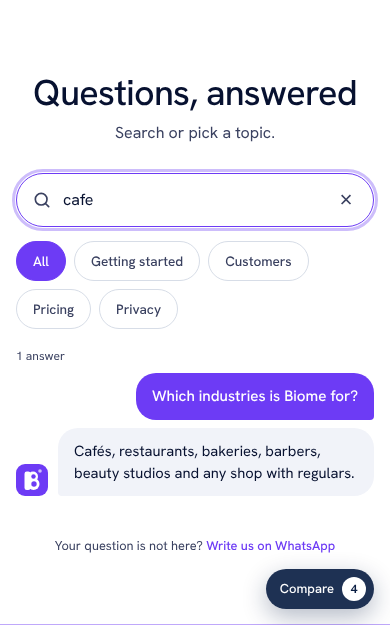 Questions, answered
Search or pick a topic.
cafe
All
Getting started
Customers
Pricing
Privacy
1 answer
Which industries is Biome for?
Cafés, restaurants, bakeries, barbers,
beauty studios and any shop with regulars.
B
Your question is not here? Write us on WhatsApp
Compare 4